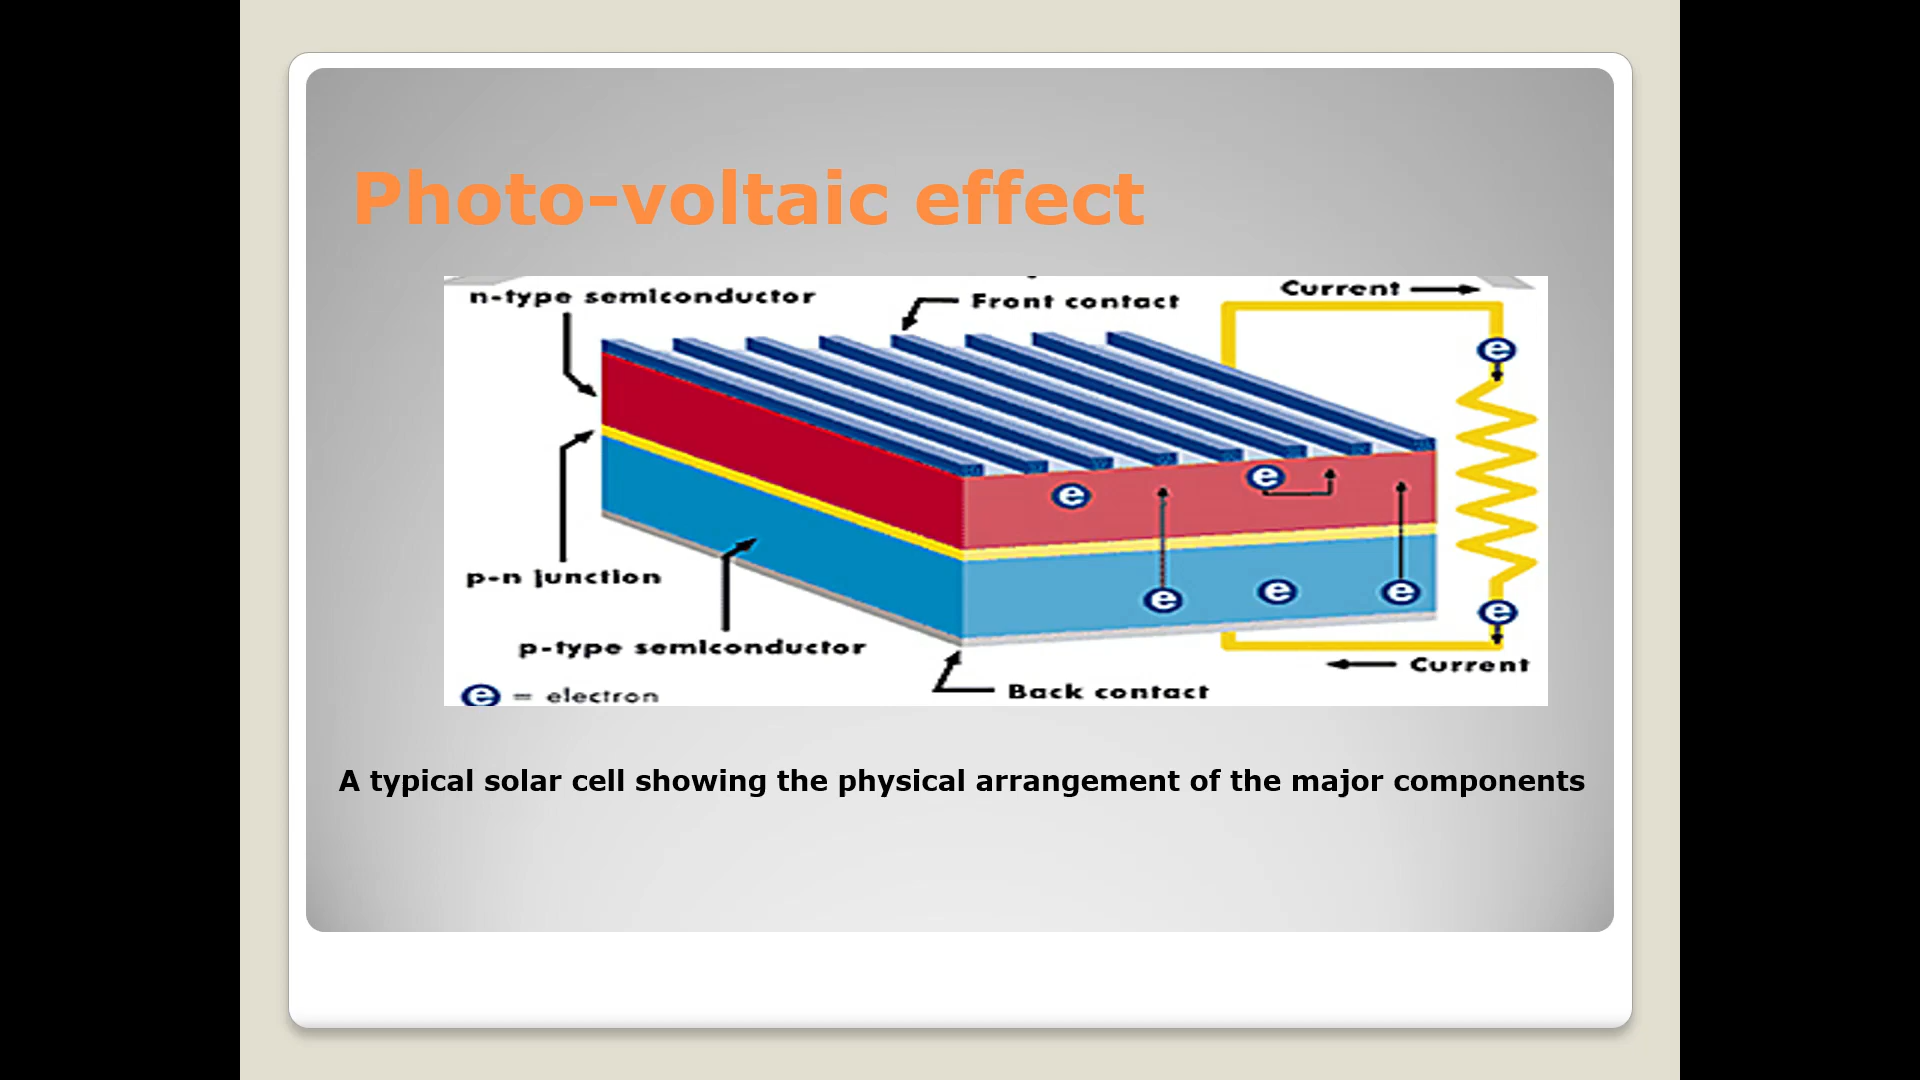 Photo-voltaic effect
n-type semiconductor
Front contact
Current
e
e
e
p-n junction
e
e
e
e
p-type semiconductor
Current
Back contact
e = electron
A typical solar cell showing the physical arrangement of the major components